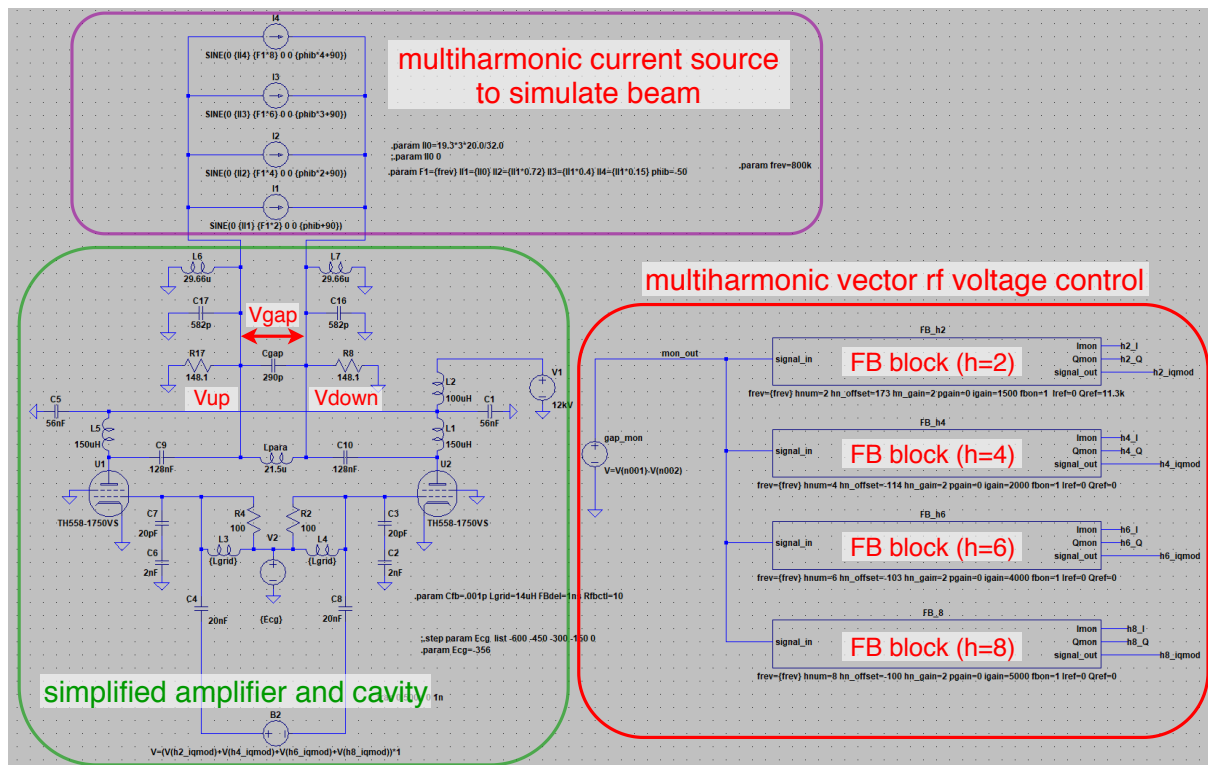 I4
SINE(0 {II4} {F1*8} 0 0 {phib*4+90})
I3
SINE(0 {II3} {F1*6} 0 0 {phib*3+90})
I2
SINE(0 {II2} {F1*4} 0 0 {phib*2+90})
I1
SINE(0 {II1} {F1*2} 0 0 {phib+90})
multiharmonic current source
to simulate beam
.param II0=19.3*3*20.0/32.0
;.param II0 0
.param F1={frev} II1={II0} II2={II1*0.72} II3={II1*0.4} II4={II1*0.15} phib=-50
.param frev=800k
L6
29.66u
L7
29.66u
C17
582p
C16
582p
Vgap
R17
148.1
Cgap
290p
R8
148.1
Vup
Vdown
L2
100uH
V1
12kV
C5
56nF
C1
56nF
L5
150uH
L1
150uH
C9
128nF
Lpara
21.5u
C10
128nF
U1
TH558-1750VS
U2
TH558-1750VS
C7
20pF
C6
2nF
R4
100
R2
100
C3
20pF
C2
2nF
L3
{Lgrid}
V2
{Ecg}
L4
{Lgrid}
C4
20nF
C8
20nF
.param Cfb=.001p Lgrid=14uH FBdel=1ns Rfbctl=10
;.step param Ecg list -600 -450 -300 -150 0
.param Ecg=-356
simplified amplifier and cavity
1n
B2
V=(V(h2_iqmod)+V(h4_iqmod)+V(h6_iqmod)+V(h8_iqmod))*1
multiharmonic vector rf voltage control
mon_out
gap_mon
V=V(n001)-V(n002)
FB_h2
signal_in
FB block (h=2)
Imon
h2_I
Qmon
h2_Q
signal_out
h2_iqmod
frev={frev} hnum=2 hn_offset=173 hn_gain=2 pgain=0 igain=1500 fbon=1 Iref=0 Qref=11.3k
FB_h4
signal_in
FB block (h=4)
Imon
h4_I
Qmon
h4_Q
signal_out
h4_iqmod
frev={frev} hnum=4 hn_offset=-114 hn_gain=2 pgain=0 igain=2000 fbon=1 Iref=0 Qref=0
FB_h6
signal_in
FB block (h=6)
Imon
h6_I
Qmon
h6_Q
signal_out
h6_iqmod
frev={frev} hnum=6 hn_offset=-103 hn_gain=2 pgain=0 igain=4000 fbon=1 Iref=0 Qref=0
FB_8
signal_in
FB block (h=8)
Imon
h8_I
Qmon
h8_Q
signal_out
h8_iqmod
frev={frev} hnum=8 hn_offset=-100 hn_gain=2 pgain=0 igain=5000 fbon=1 Iref=0 Qref=0